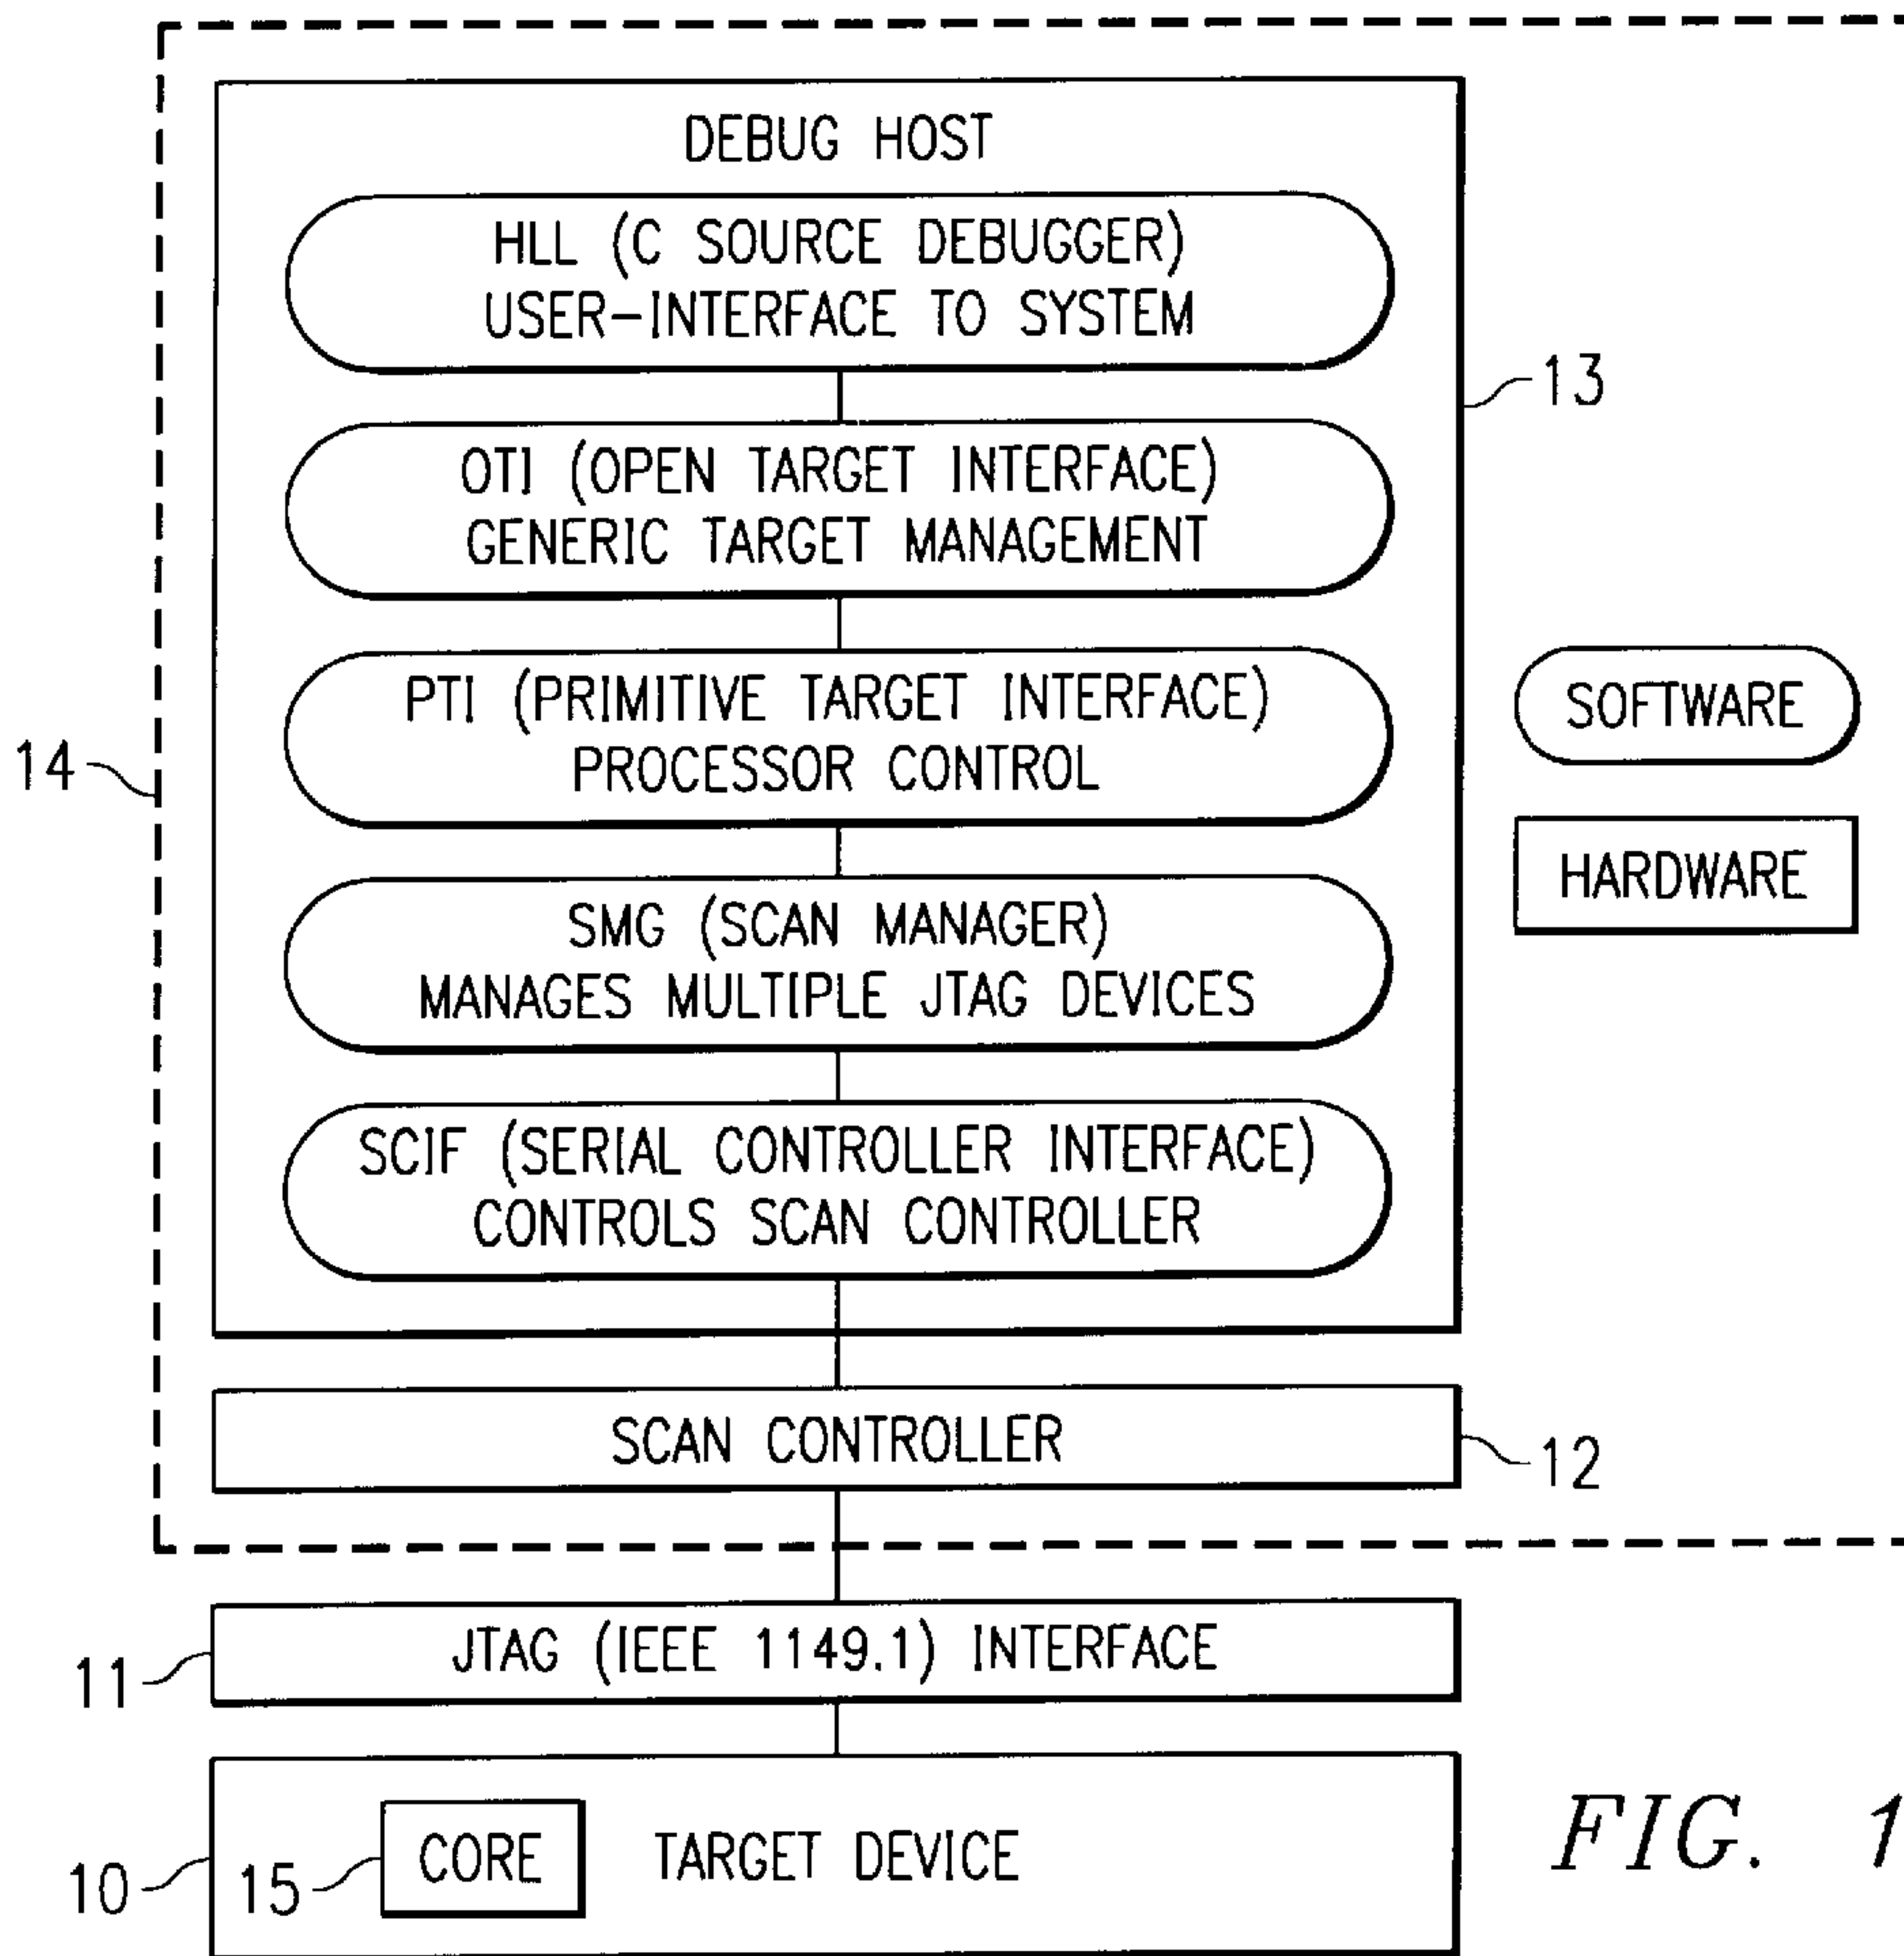 DEBUG HOST
HLL (C SOURCE DEBUGGER)
USER-INTERFACE TO SYSTEM
13
OTI (OPEN TARGET INTERFACE)
GENERIC TARGET MANAGEMENT
PTI (PRIMITIVE TARGET INTERFACE)
PROCESSOR CONTROL
14
SOFTWARE
HARDWARE
SMG (SCAN MANAGER)
MANAGES MULTIPLE JTAG DEVICES
SCIF (SERIAL CONTROLLER INTERFACE)
CONTROLS SCAN CONTROLLER
SCAN CONTROLLER
12
JTAG (IEEE 1149.1) INTERFACE
11
CORE
TARGET DEVICE
10
15
FIG. 1